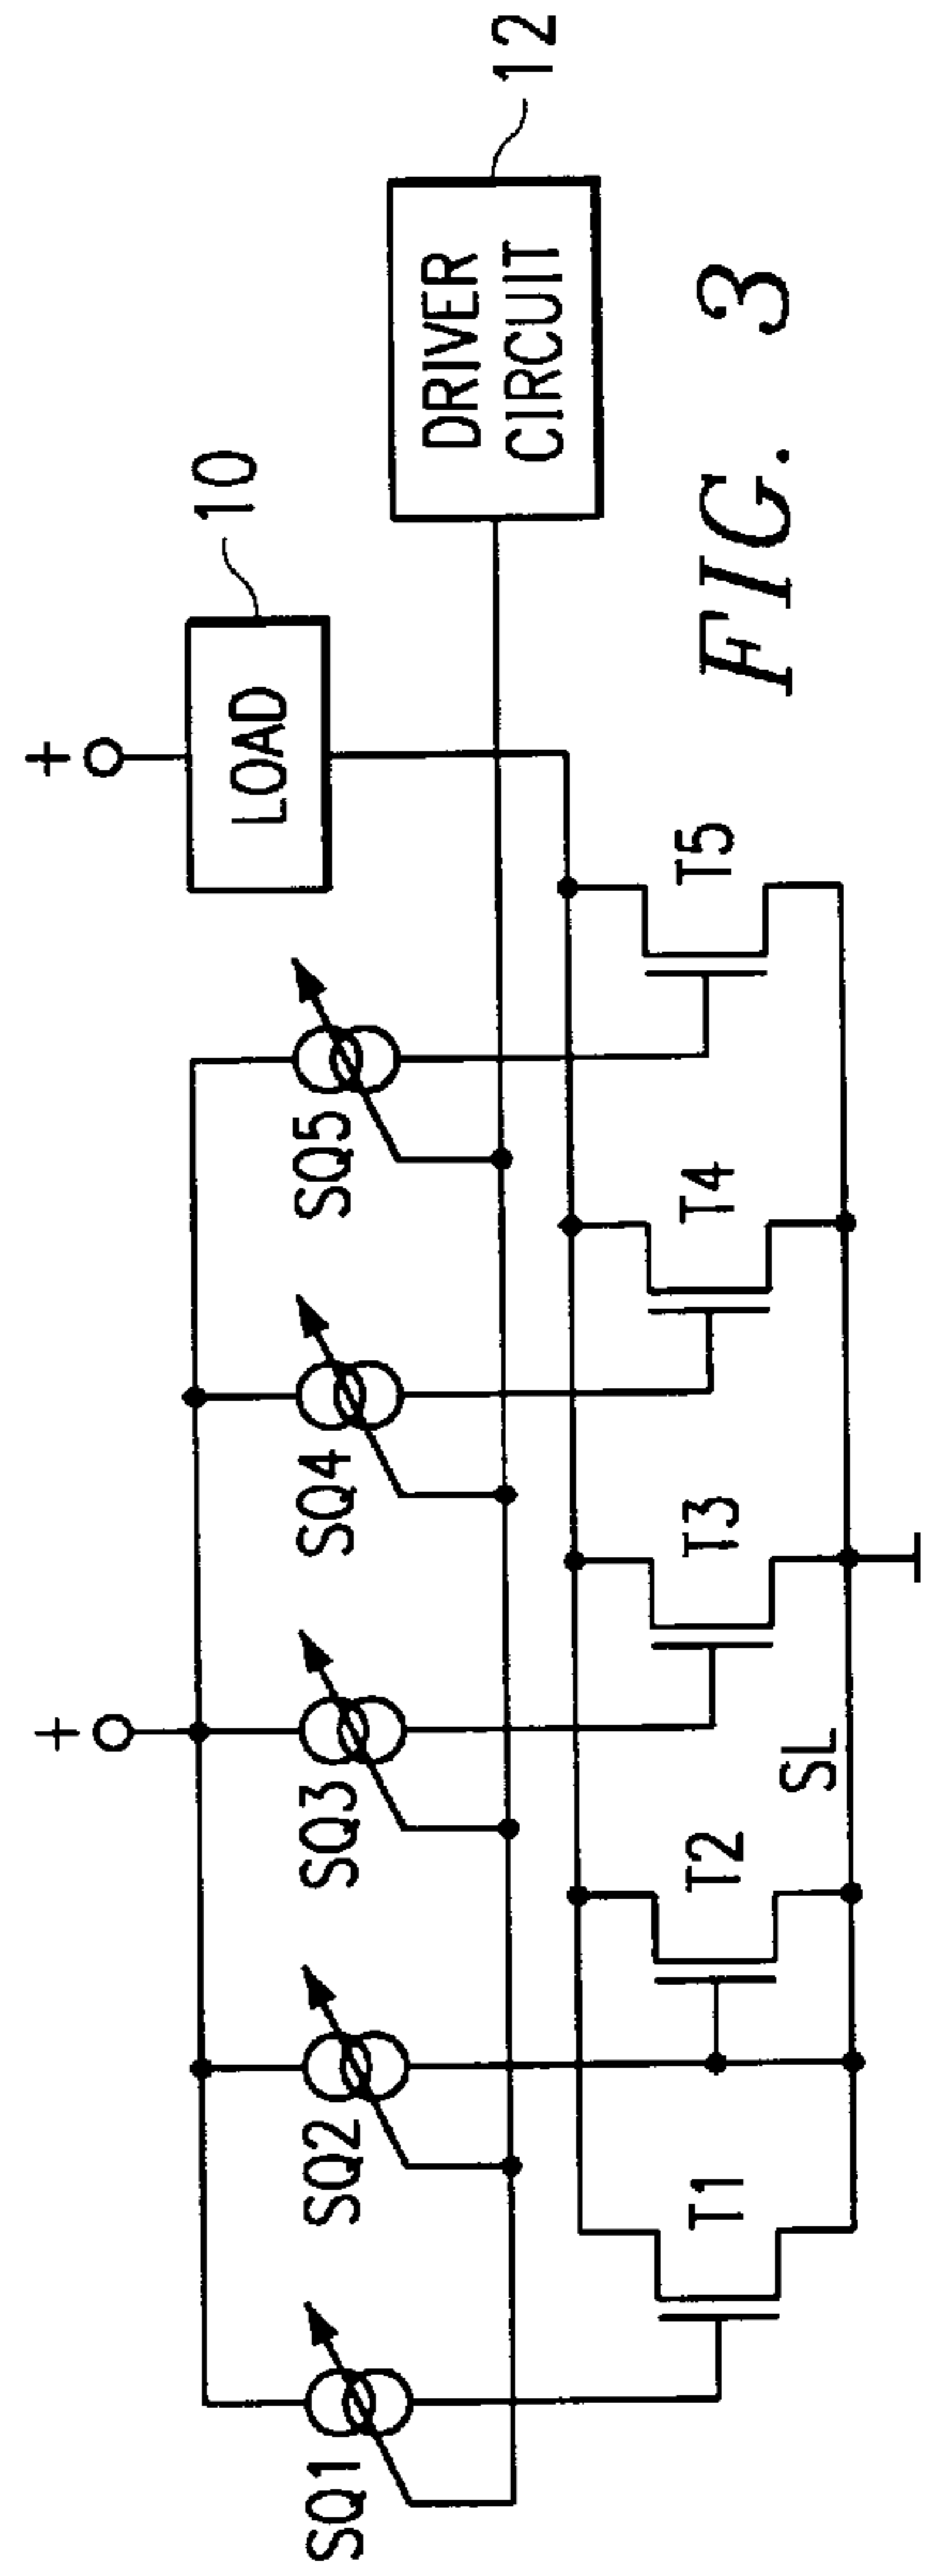 +
+
LOAD
10
SQ1
SQ2
SQ3
SQ4
SQ5
DRIVER
CIRCUIT
12
T1
T2
T3
T4
T5
SL
FIG. 3